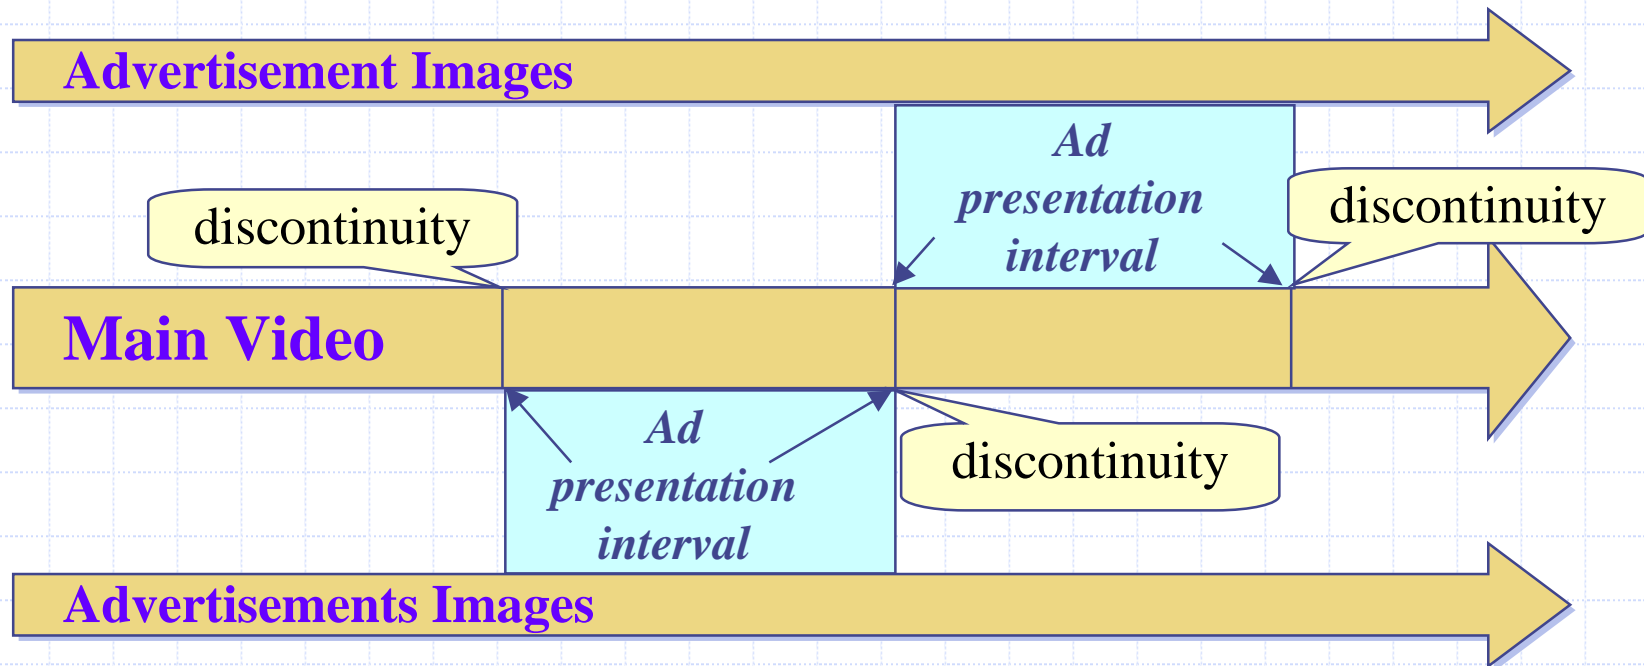 Advertisement Images
Ad
presentation
interval
discontinuity
discontinuity
Main Video
Ad
presentation
interval
discontinuity
Advertisements Images